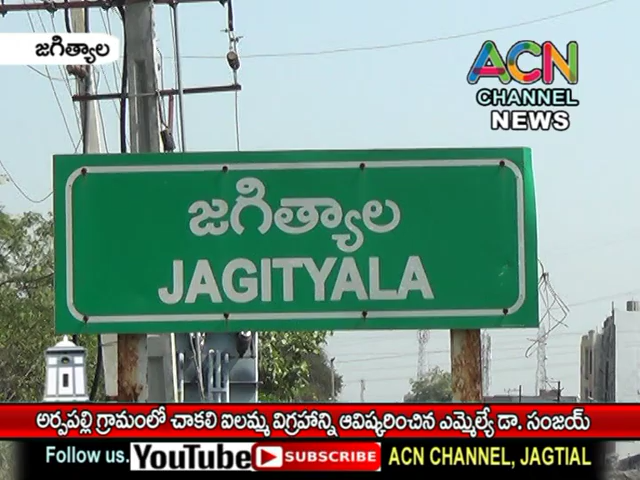 జగిత్యాల
ACN
CHANNEL
NEWS
జగిత్యాల
JAGITYALA
అర్పపల్లి గ్రామంలో చాకలి ఐలమ్మ విగ్రహాన్ని ఆవిష్కరించిన ఎమ్మెల్యే డా. సంజయ్
Follow us. YouTube SUBSCRIBE ACN CHANNEL, JAGTIAL